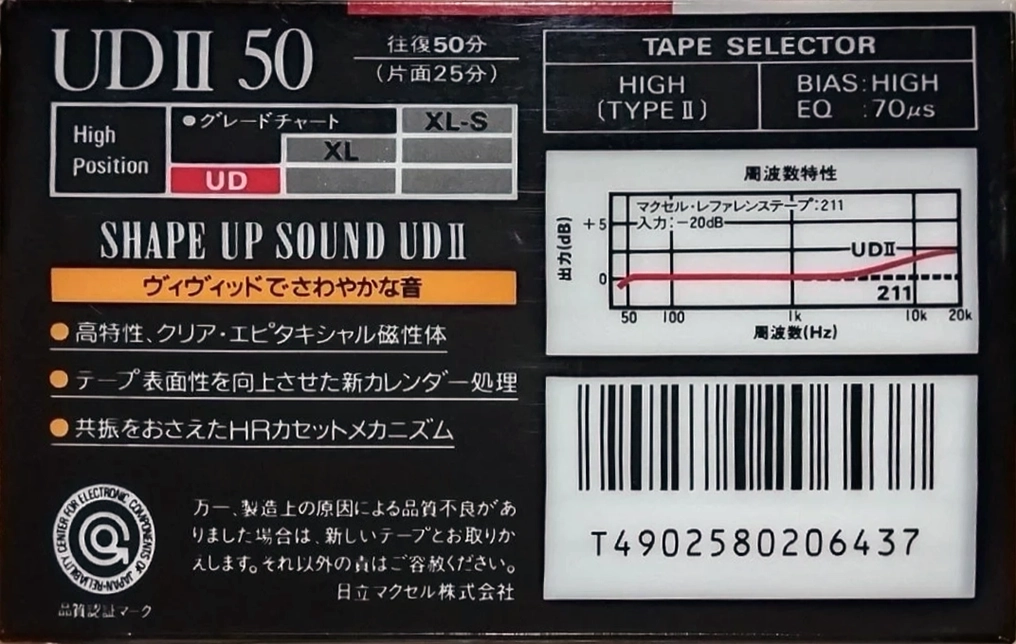 UDⅡ 50
往復50分
(片面25分)
High
Position
●グレードチャート
XL-S
XL
UD
SHAPE UP SOUND UDⅡ
ヴィヴィッドでさわやかな音
●高特性、クリア・エピタキシャル磁性体
●テープ表面性を向上させた新カレンダー処理
●共振をおさえたHRカセットメカニズム
RELIABILITY CENTER FOR ELECTRONIC COMPONENTS OF JAPAN
品質認証マーク
万一、製造上の原因による品質不良があ
りました場合は、新しいテープとお取りか
えします。それ以外の責はご容赦ください。
日立マクセル株式会社
TAPE SELECTOR
HIGH
(TYPE Ⅱ)
BIAS:HIGH
EQ :70μs
周波数特性
マクセル・レファレンステープ:211
入力:-20dB
出力(dB)
+5
0
UDⅡ
211
50 100 1k 10k 20k
周波数(Hz)
T4902580206437